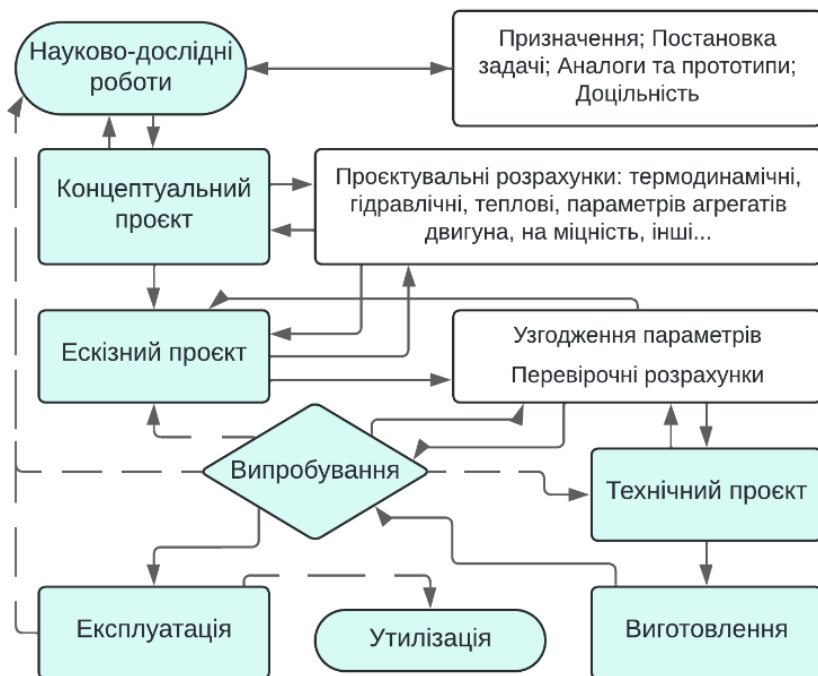 Науково-дослідні
роботи
Призначення; Постановка
задачі; Аналоги та прототипи;
Доцільність
Концептуальний
проєкт
Проєктувальні розрахунки: термодинамічні,
гідравлічні, теплові, параметрів агрегатів
двигуна, на міцність, інші...
Ескізний проєкт
Узгодження параметрів
Перевірочні розрахунки
Випробування
Технічний проєкт
Експлуатація
Утилізація
Виготовлення